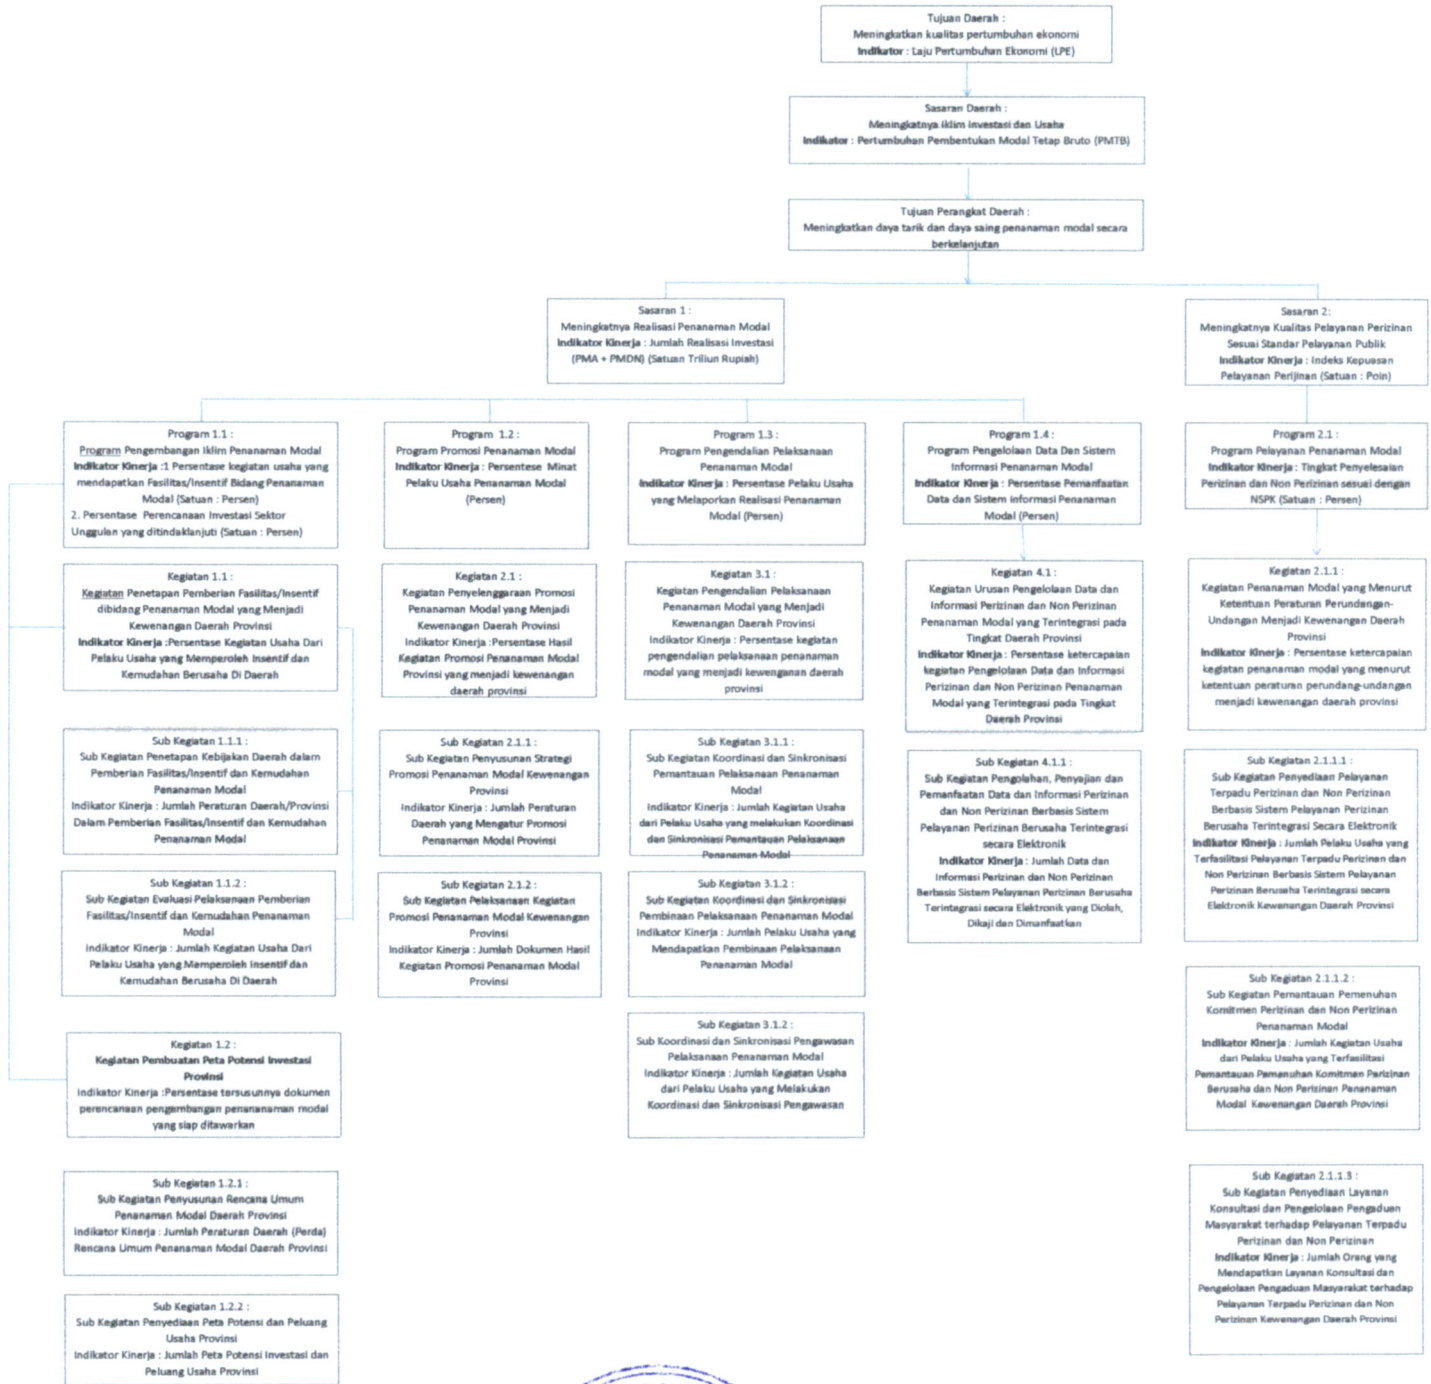 Tujuan Daerah :
Meningkatkan kualitas pertumbuhan ekonomi
Indikator : Laju Pertumbuhan Ekonomi (LPE)
Sasaran Daerah :
Meningkatnya iklim Investasi dan Usaha
Indikator : Pertumbuhan Pembentukan Modal Tetap Bruto (PMTB)
Tujuan Perangkat Daerah :
Meningkatkan daya tarik dan daya saing penanaman modal secara
berkelanjutan
Sasaran 1 :
Meningkatnya Realisasi Penanaman Modal
Indikator Kinerja : Jumlah Realisasi Investasi
(PMA + PMDN) (Satuan Triliun Rupiah)
Sasaran 2:
Meningkatnya Kualitas Pelayanan Perizinan
Sesuai Standar Pelayanan Publik
Indikator Kinerja : Indeks Kepuasan
Pelayanan Perijinan (Satuan : Poin)
Program 1.1 :
Program Pengembangan Iklim Penanaman Modal
Indikator Kinerja :1 Persentase kegiatan usaha yang
mendapatkan Fasilitas/Insentif Bidang Penanaman
Modal (Satuan : Persen)
2. Persentase Perencanaan Investasi Sektor
Unggulan yang ditindaklanjuti (Satuan : Persen)
Program 1.2 :
Program Promosi Penanaman Modal
Indikator Kinerja : Persentese Minat
Pelaku Usaha Penanaman Modal
(Persen)
Program 1.3 :
Program Pengendalian Pelaksanaan
Penanaman Modal
Indikator Kinerja : Persentase Pelaku Usaha
yang Melaporkan Realisasi Penanaman
Modal (Persen)
Program 1.4 :
Program Pengelolaan Data Dan Sistem
Informasi Penanaman Modal
Indikator Kinerja : Persentase Pemanfaatan
Data dan Sistem Informasi Penanaman
Modal (Persen)
Program 2.1 :
Program Pelayanan Penanaman Modal
Indikator Kinerja : Tingkat Penyelesaian
Perizinan dan Non Perizinan sesuai dengan
NSPK (Satuan : Persen)
Kegiatan 1.1 :
Kegiatan Penetapan Pemberian Fasilitas/Insentif
dibidang Penanaman Modal yang Menjadi
Kewenangan Daerah Provinsi
Indikator Kinerja :Persentase Kegiatan Usaha Dari
Pelaku Usaha yang Memperoleh Insentif dan
Kemudahan Berusaha Di Daerah
Kegiatan 2.1 :
Kegiatan Penyelenggaraan Promosi
Penanaman Modal yang Menjadi
Kewenangan Daerah Provinsi
Indikator Kinerja :Persentase Hasil
Kegiatan Promosi Penanaman Modal
Provinsi yang menjadi kewenangan
daerah provinsi
Kegiatan 3.1 :
Kegiatan Pengendalian Pelaksanaan
Penanaman Modal yang Menjadi
Kewenangan Daerah Provinsi
Indikator Kinerja : Persentase kegiatan
pengendalian pelaksanaan penanaman
modal yang menjadi kewenganan daerah
provinsi
Kegiatan 4.1 :
Kegiatan Urusan Pengelolaan Data dan
Informasi Perizinan dan Non Perizinan
Penanaman Modal yang Terintegrasi pada
Tingkat Daerah Provinsi
Indikator Kinerja : Persentase ketercapaian
kegiatan Pengelolaan Data dan Informasi
Perizinan dan Non Perizinan Penanaman
Modal yang Terintegrasi pada Tingkat
Daerah Provinsi
Kegiatan 2.1.1 :
Kegiatan Penanaman Modal yang Menurut
Ketentuan Peraturan Perundangan-
Undangan Menjadi Kewenangan Daerah
Provinsi
Indikator Kinerja : Persentase ketercapaian
kegiatan penanaman modal yang menurut
ketentuan peraturan perundang-undangan
menjadi kewenangan daerah provinsi
Sub Kegiatan 1.1.1 :
Sub Kegiatan Penetapan Kebijakan Daerah dalam
Pemberian Fasilitas/Insentif dan Kemudahan
Penanaman Modal
Indikator Kinerja : Jumlah Peraturan Daerah/Provinsi
Dalam Pemberian Fasilitas/Insentif dan Kemudahan
Penanaman Modal
Sub Kegiatan 2.1.1 :
Sub Kegiatan Penyusunan Strategi
Promosi Penanaman Modal Kewenangan
Provinsi
Indikator Kinerja : Jumlah Peraturan
Daerah yang Mengatur Promosi
Penanaman Modal Provinsi
Sub Kegiatan 3.1.1 :
Sub Kegiatan Koordinasi dan Sinkronisasi
Pemantauan Pelaksanaan Penanaman
Modal
Indikator Kinerja : Jumlah Kegiatan Usaha
dari Pelaku Usaha yang melakukan Koordinasi
dan Sinkronisasi Pemantauan Pelaksanaan
Penanaman Modal
Sub Kegiatan 4.1.1 :
Sub Kegiatan Pengolahan, Penyajian dan
Pemanfaatan Data dan Informasi Perizinan
dan Non Perizinan Berbasis Sistem
Pelayanan Perizinan Berusaha Terintegrasi
secara Elektronik
Indikator Kinerja : Jumlah Data dan
Informasi Perizinan dan Non Perizinan
Berbasis Sistem Pelayanan Perizinan Berusaha
Terintagrasi secara Elektronik yang Diolah,
Dikaji dan Dimanfaatkan
Sub Kegiatan 2.1.1.1 :
Sub Kegiatan Penyediaan Pelayanan
Terpadu Perizinan dan Non Perizinan
Berbasis Sistem Pelayanan Perizinan
Berusaha Terintegrasi Secara Elektronik
Indikator Kinerja : Jumlah Pelaku Usaha yang
Terfasilitasi Pelayanan Terpadu Perizinan dan
Non Perizinan Berbasis Sistem Pelayanan
Perizinan Berusaha Terintegrasi secara
Elektronik Kewenangan Daerah Provinsi
Sub Kegiatan 1.1.2 :
Sub Kegiatan Evaluasi Pelaksanaan Pemberian
Fasilitas/Insentif dan Kemudahan Penanaman
Modal
Indikator Kinerja : Jumlah Kegiatan Usaha Dari
Pelaku Usaha yang Memperoleh Insentif dan
Kemudahan Berusaha Di Daerah
Sub Kegiatan 2.1.2 :
Sub Kegiatan Pelaksanaan Kegiatan
Promosi Penanaman Modal Kewenangan
Provinsi
Indikator Kinerja : Jumlah Dokumen Hasil
Kegiatan Promosi Penanaman Modal
Provinsi
Sub Kegiatan 3.1.2 :
Sub Kegiatan Koordinasi dan Sinkronisasi
Pembinaan Pelaksanaan Penanaman Modal
Indikator Kinerja : Jumlah Pelaku Usaha yang
Mendapatkan Pembinaan Pelaksanaan
Penanaman Modal
Sub Kegiatan 2.1.1.2 :
Sub Kegiatan Pemantauan Pemenuhan
Komitmen Perizinan dan Non Perizinan
Penanaman Modal
Indikator Kinerja : Jumlah Kegiatan Usaha
dari Pelaku Usaha yang Terfasilitasi
Pemantauan Pemenuhan Komitmen Perizinan
Berusaha dan Non Perizinan Penanaman
Modal Kewenangan Daerah Provinsi
Kegiatan 1.2 :
Kegiatan Pembuatan Peta Potensi Investasi
Provinsi
Indikator Kinerja :Persentase tersusunnya dokumen
perencanaan pengembangan penananaman modal
yang siap ditawarkan
Sub Kegiatan 3.1.2 :
Sub Koordinasi dan Sinkronisasi Pengawasan
Pelaksanaan Penanaman Modal
Indikator Kinerja : Jumlah Kegiatan Usaha
dari Pelaku Usaha yang Melakukan
Koordinasi dan Sinkronisasi Pengawasan
Sub Kegiatan 1.2.1 :
Sub Kegiatan Penyusunan Rencana Umum
Penanaman Modal Daerah Provinsi
Indikator Kinerja : Jumlah Peraturan Daerah (Perda)
Rencana Umum Penanaman Modal Daerah Provinsi
Sub Kegiatan 2.1.1.3 :
Sub Kegiatan Penyediaan Layanan
Konsultasi dan Pengelolaan Pengaduan
Masyarakat terhadap Pelayanan Terpadu
Perizinan dan Non Perizinan
Indikator Kinerja : Jumlah Orang yang
Mendapatkan Layanan Konsultasi dan
Pengelolaan Pengaduan Masyarakat terhadap
Pelayanan Terpadu Perizinan dan Non
Perizinan Kewenangan Daerah Provinsi
Sub Kegiatan 1.2.2 :
Sub Kegiatan Penyediaan Peta Potensi dan Peluang
Usaha Provinsi
Indikator Kinerja : Jumlah Peta Potensi Investasi dan
Peluang Usaha Provinsi